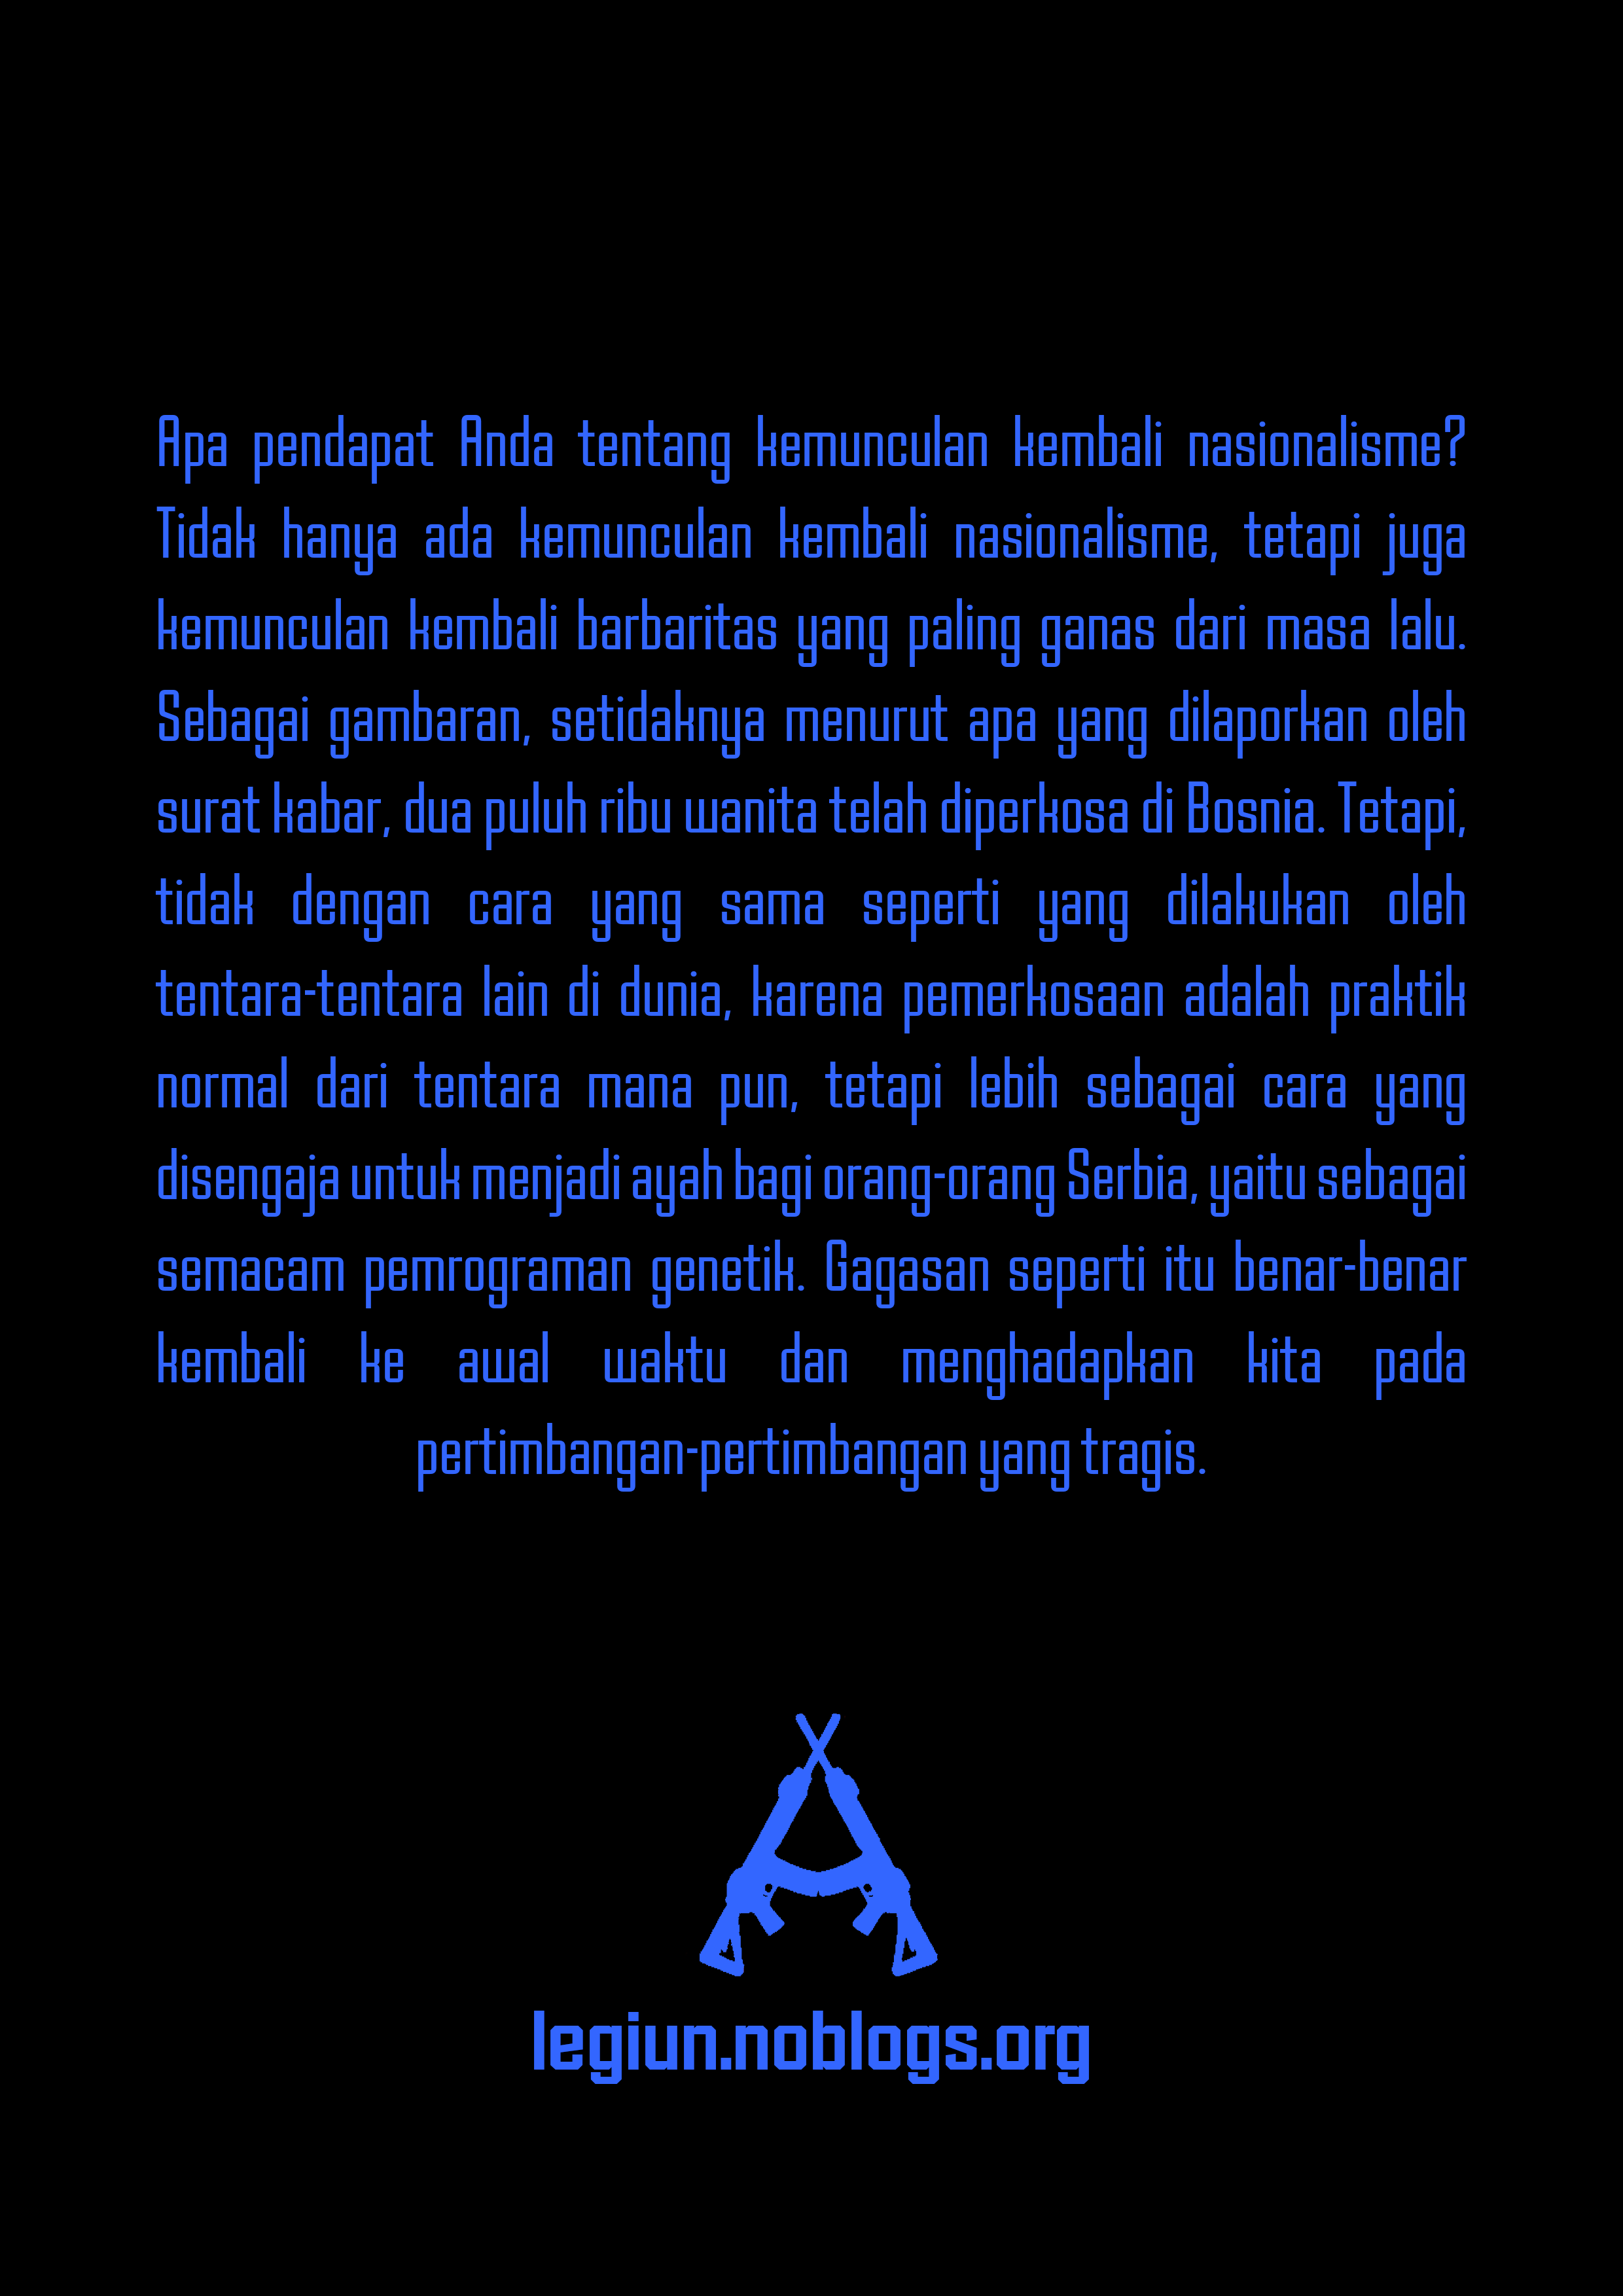 Apa pendapat Anda tentang kemunculan kembali nasionalisme?
Tidak hanya ada kemunculan kembali nasionalisme, tetapi juga
kemunculan kembali barbaritas yang paling ganas dari masa lalu.
Sebagai gambaran, setidaknya menurut apa yang dilaporkan oleh
surat kabar, dua puluh ribu wanita telah diperkosa di Bosnia. Tetapi,
tidak dengan cara yang sama seperti yang dilakukan oleh
tentara-tentara lain di dunia, karena pemerkosaan adalah praktik
normal dari tentara mana pun, tetapi lebih sebagai cara yang
disengaja untuk menjadi ayah bagi orang-orang Serbia, yaitu sebagai
semacam pemrograman genetik. Gagasan seperti itu benar-benar
kembali ke awal waktu dan menghadapkan kita pada
pertimbangan-pertimbangan yang tragis.
legiun.noblogs.org